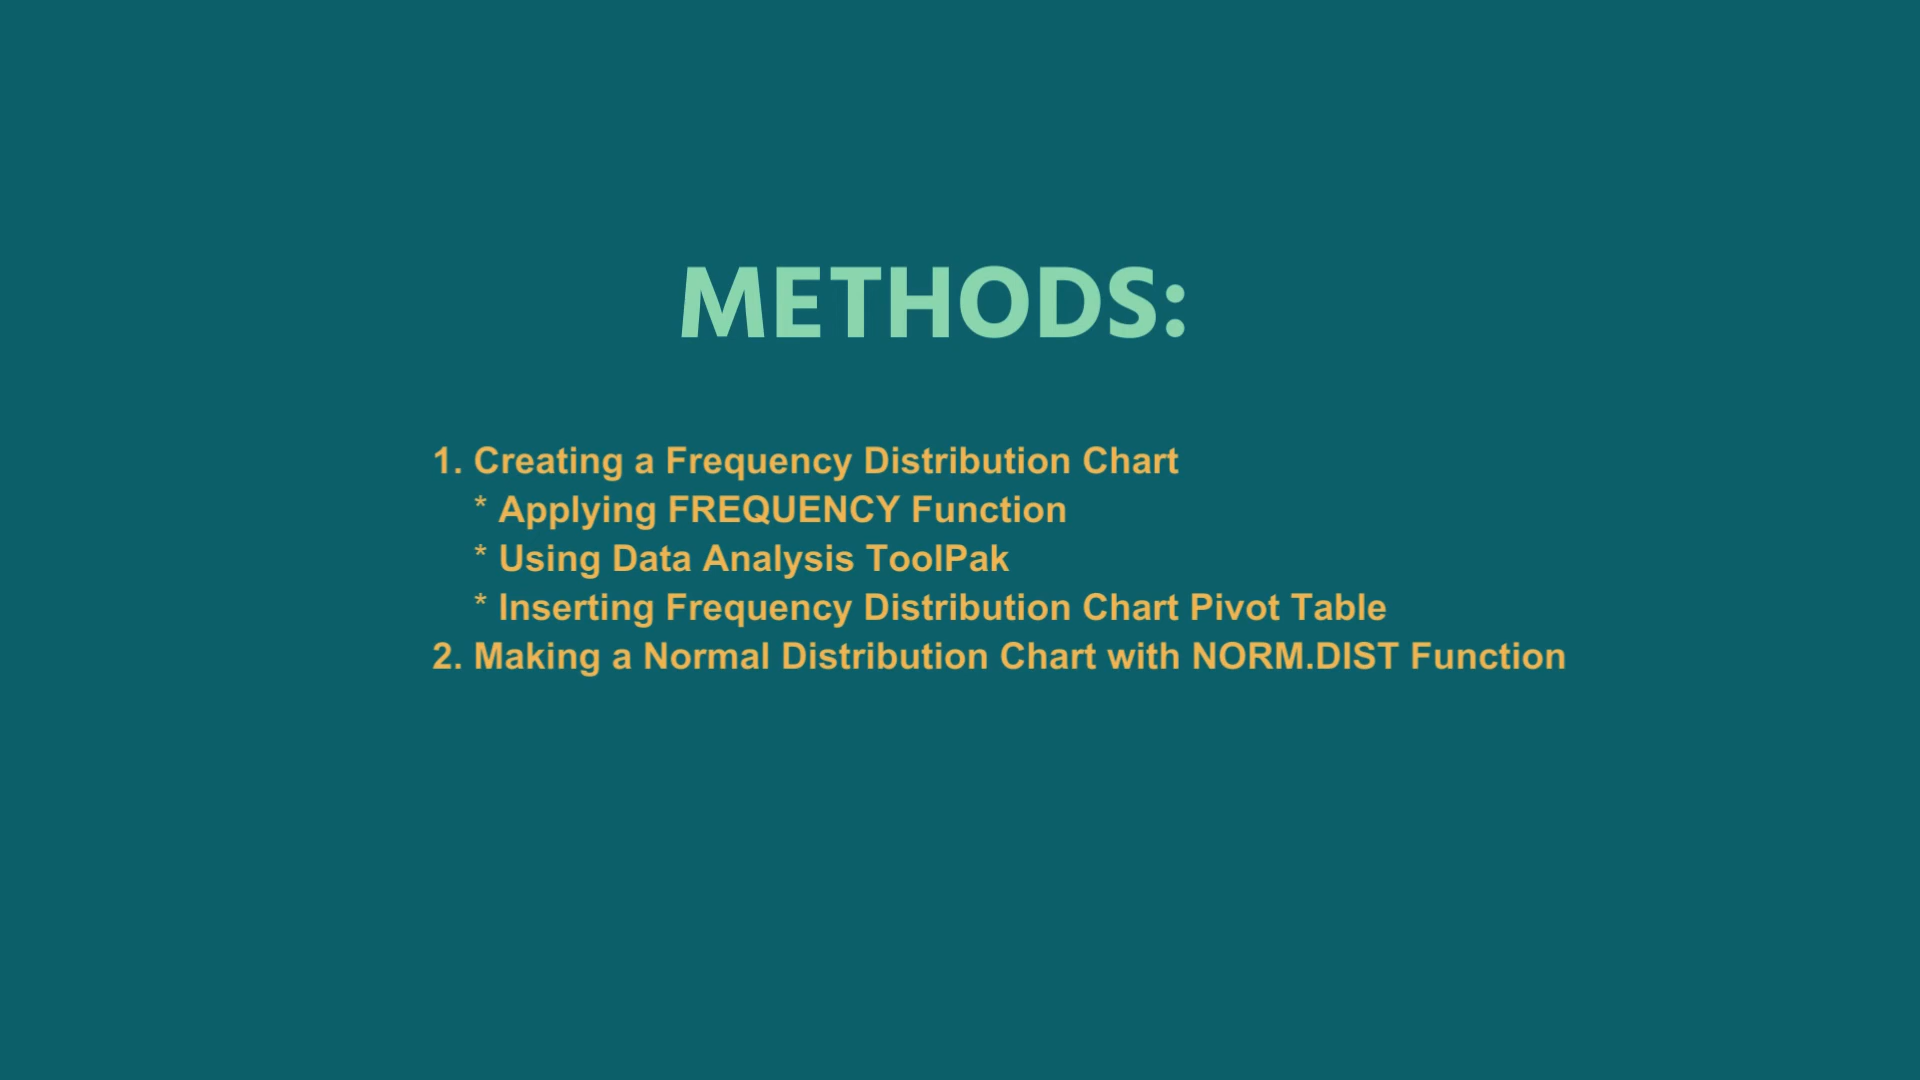 METHODS:
1. Creating a Frequency Distribution Chart
* Applying FREQUENCY Function
* Using Data Analysis ToolPak
* Inserting Frequency Distribution Chart Pivot Table
2. Making a Normal Distribution Chart with NORM.DIST Function